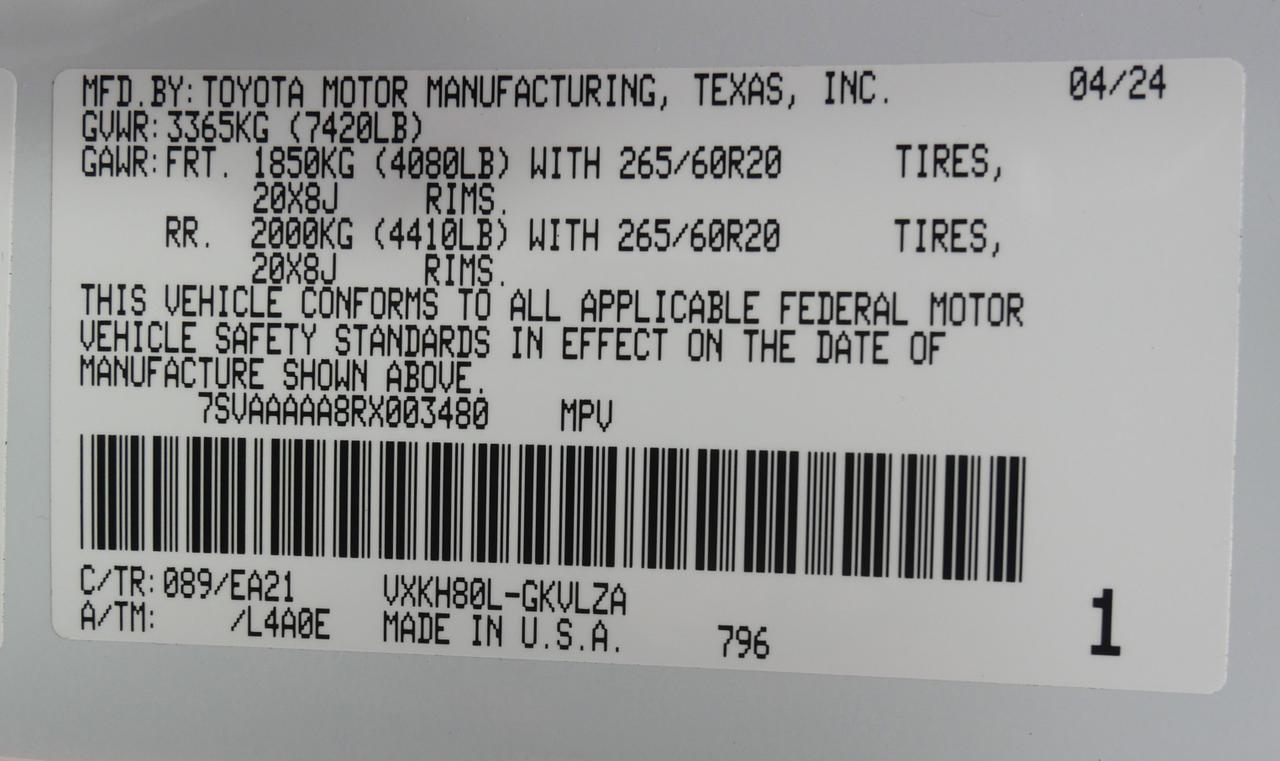 MFD.BY:TOYOTA MOTOR MANUFACTURING, TEXAS, INC. 04/24
GVWR:3365KG (7420LB)
GAWR:FRT. 1850KG (4080LB) WITH 265/60R20 TIRES,
20X8J RIMS.
RR. 2000KG (4410LB) WITH 265/60R20 TIRES,
20X8J RIMS.
THIS VEHICLE CONFORMS TO ALL APPLICABLE FEDERAL MOTOR
VEHICLE SAFETY STANDARDS IN EFFECT ON THE DATE OF
MANUFACTURE SHOWN ABOVE.
7SVAAAAA8RX003480 MPV
C/TR:089/EA21 VXKH80L-GKVLZA
A/TM: /L4A0E MADE IN U.S.A. 796 1